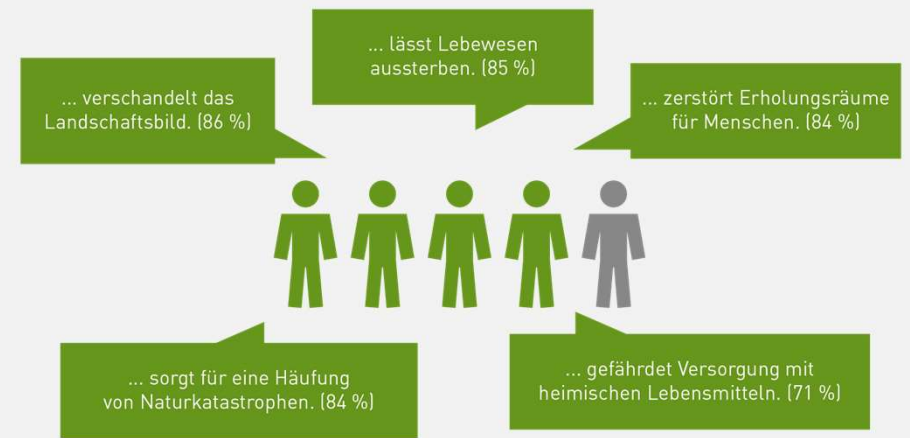 ... lässt Lebewesen
aussterben. (85 %)
... verschandelt das
Landschaftsbild. (86 %)
... zerstört Erholungsräume
für Menschen. (84 %)
... sorgt für eine Häufung
von Naturkatastrophen. (84 %)
... gefährdet Versorgung mit
heimischen Lebensmitteln. (71 %)